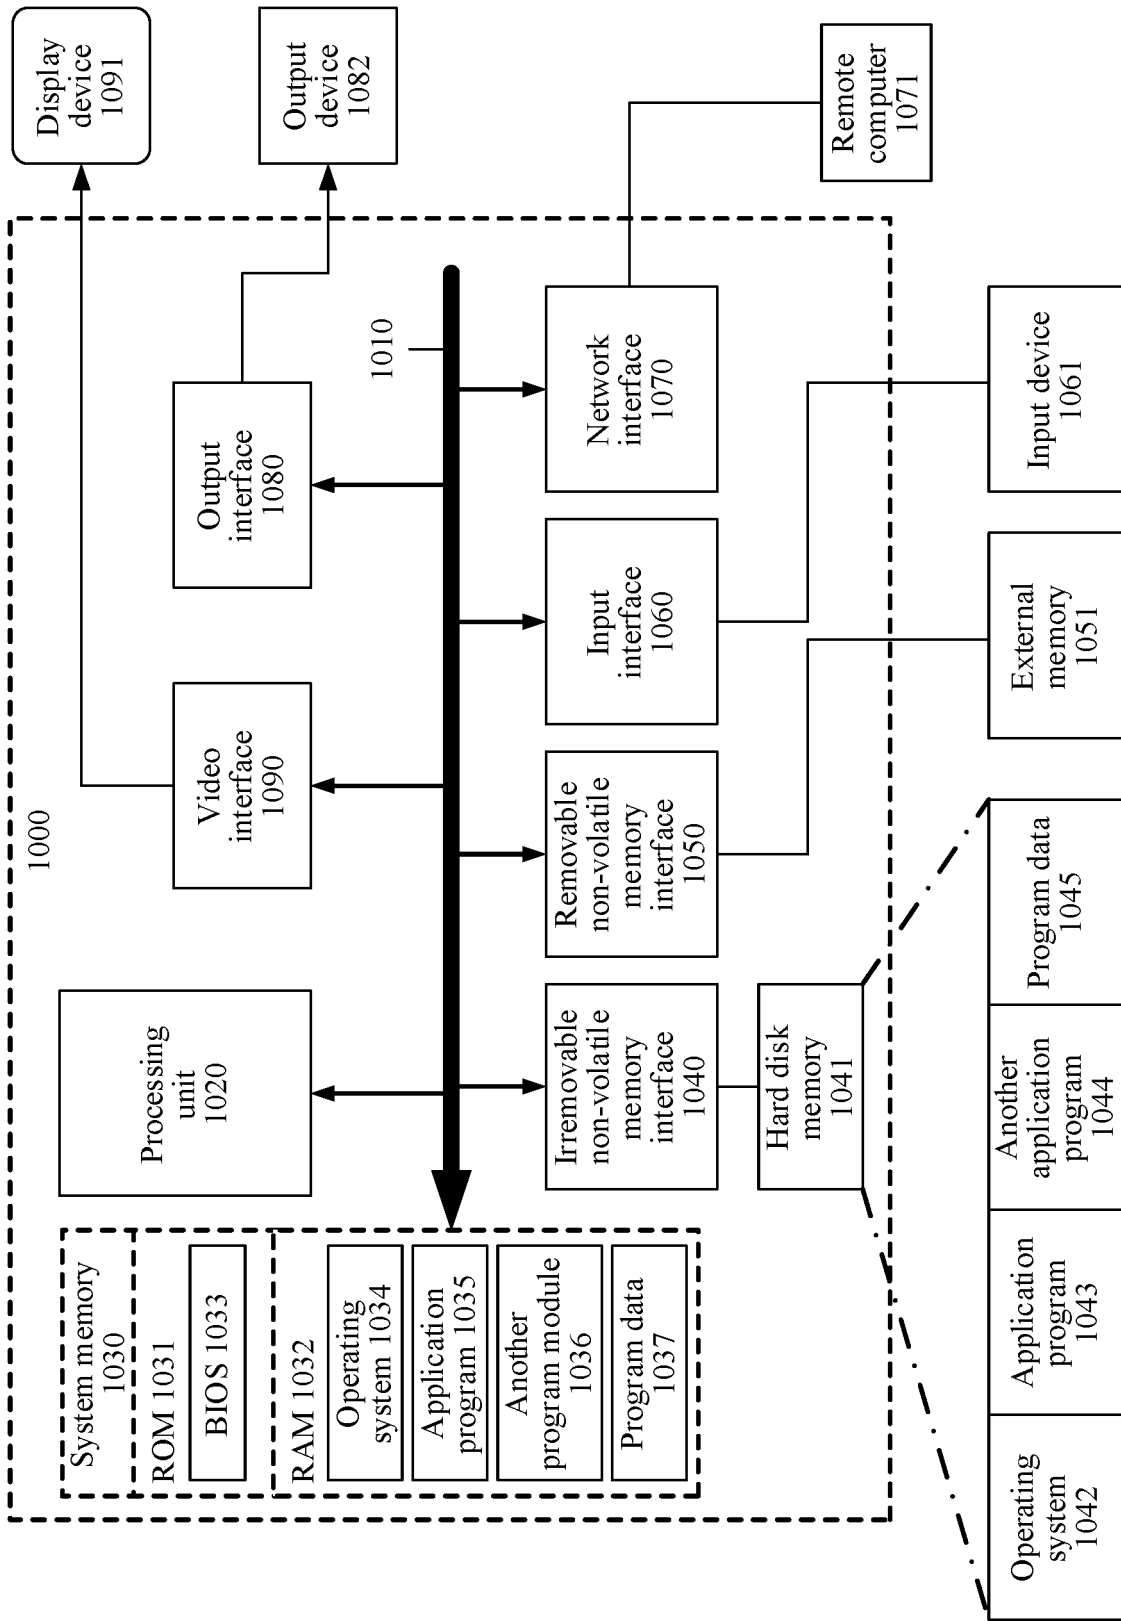 1000
System memory
1030
ROM 1031
BIOS 1033
RAM 1032
Operating
system 1034
Application
program 1035
Another
program module
1036
Program data
1037
Processing
unit
1020
Video
interface
1090
Output
interface
1080
Display
device
1091
Output
device
1082
1010
Irremovable
non-volatile
memory
interface
1040
Removable
non-volatile
memory
interface
1050
Input
interface
1060
Network
interface
1070
Remote
computer
1071
Hard disk
memory
1041
Operating
system
1042
Application
program
1043
Another
application
program
1044
Program data
1045
External
memory
1051
Input device
1061